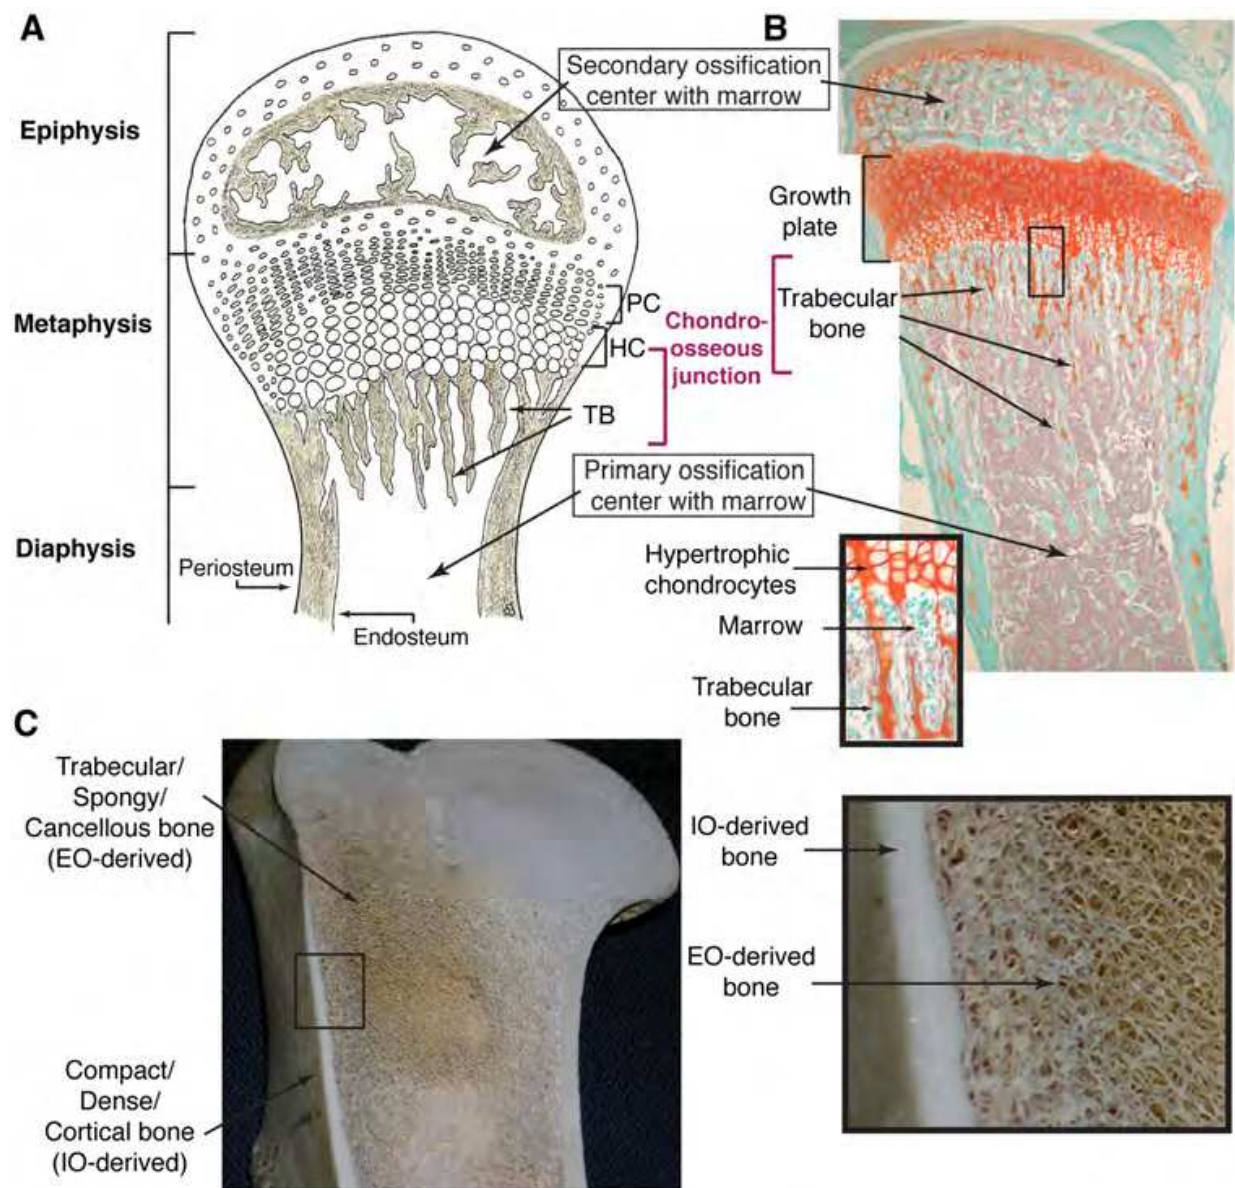 A
B
Secondary ossification
center with marrow
Epiphysis
Growth
plate
Metaphysis
PC
HC
Chondro-
osseous
junction
Trabecular
bone
TB
Primary ossification
center with marrow
Diaphysis
Periosteum
Endosteum
Hypertrophic
chondrocytes
Marrow
Trabecular
bone
C
Trabecular/
Spongy/
Cancellous bone
(EO-derived)
IO-derived
bone
EO-derived
bone
Compact/
Dense/
Cortical bone
(IO-derived)